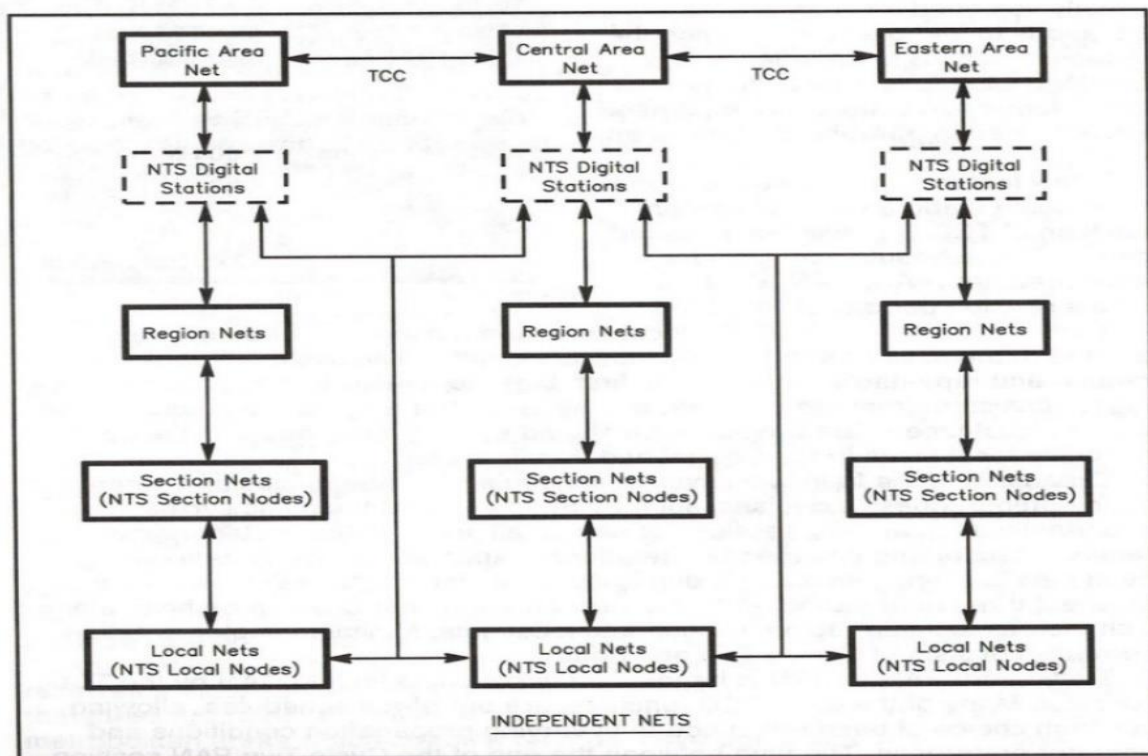 Pacific Area
Net
TCC
Central Area
Net
TCC
Eastern Area
Net
NTS Digital
Stations
NTS Digital
Stations
NTS Digital
Stations
Region Nets
Region Nets
Region Nets
Section Nets
(NTS Section Nodes)
Section Nets
(NTS Section Nodes)
Section Nets
(NTS Section Nodes)
Local Nets
(NTS Local Nodes)
Local Nets
(NTS Local Nodes)
Local Nets
(NTS Local Nodes)
INDEPENDENT NETS